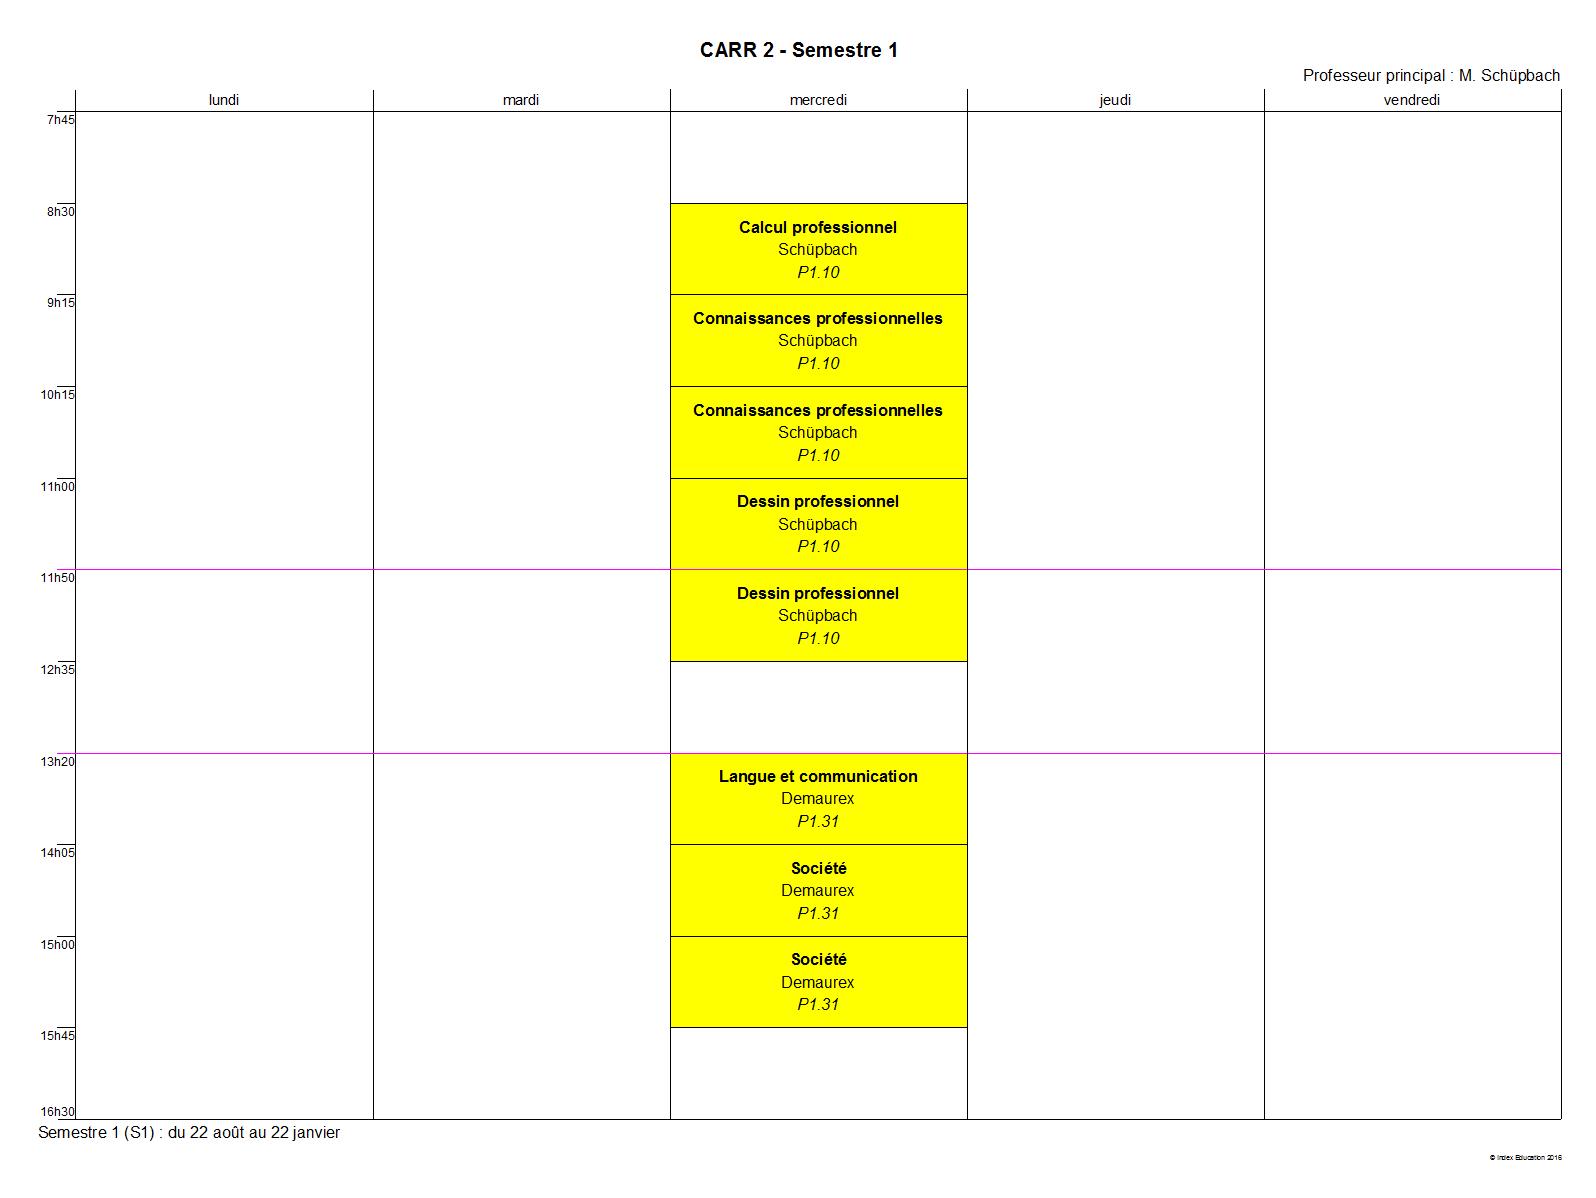 CARR 2 - Semestre 1
Professeur principal : M. Schüpbach
lundi
mardi
mercredi
jeudi
vendredi
7h45
8h30
Calcul professionnel
Schüpbach
P1.10
9h15
Connaissances professionnelles
Schüpbach
P1.10
10h15
Connaissances professionnelles
Schüpbach
P1.10
11h00
Dessin professionnel
Schüpbach
P1.10
11h50
Dessin professionnel
Schüpbach
P1.10
12h35
13h20
Langue et communication
Demaurex
P1.31
14h05
Société
Demaurex
P1.31
15h00
Société
Demaurex
P1.31
15h45
16h30
Semestre 1 (S1) : du 22 août au 22 janvier
© Index Education 2016